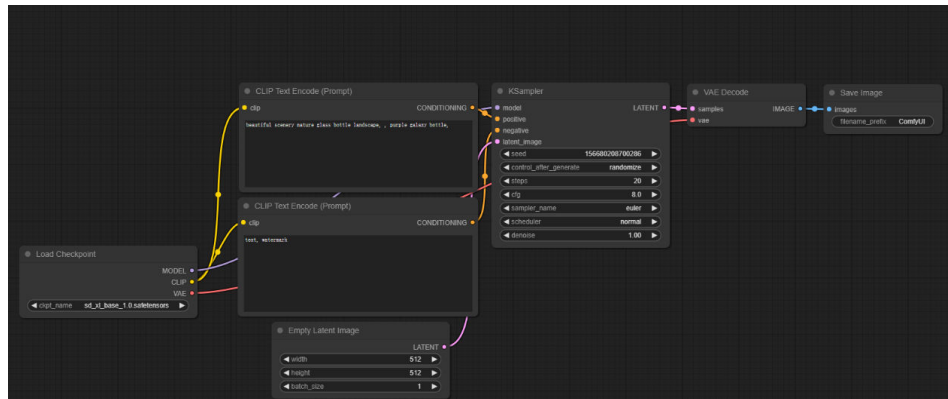 CLIP Text Encode (Prompt)
clip CONDITIONING
beautiful scenery nature glass bottle landscape, , purple galaxy bottle,
CLIP Text Encode (Prompt)
clip CONDITIONING
text, watermark
Load Checkpoint
MODEL
CLIP
VAE
ckpt_name sd_xl_base_1.0.safetensors
Empty Latent Image
LATENT
width 512
height 512
batch_size 1
KSampler
model LATENT
positive
negative
latent_image
seed 156680208700286
control_after_generate randomize
steps 20
cfg 8.0
sampler_name euler
scheduler normal
denoise 1.00
VAE Decode
samples IMAGE
vae
Save Image
images
filename_prefix ComfyUI